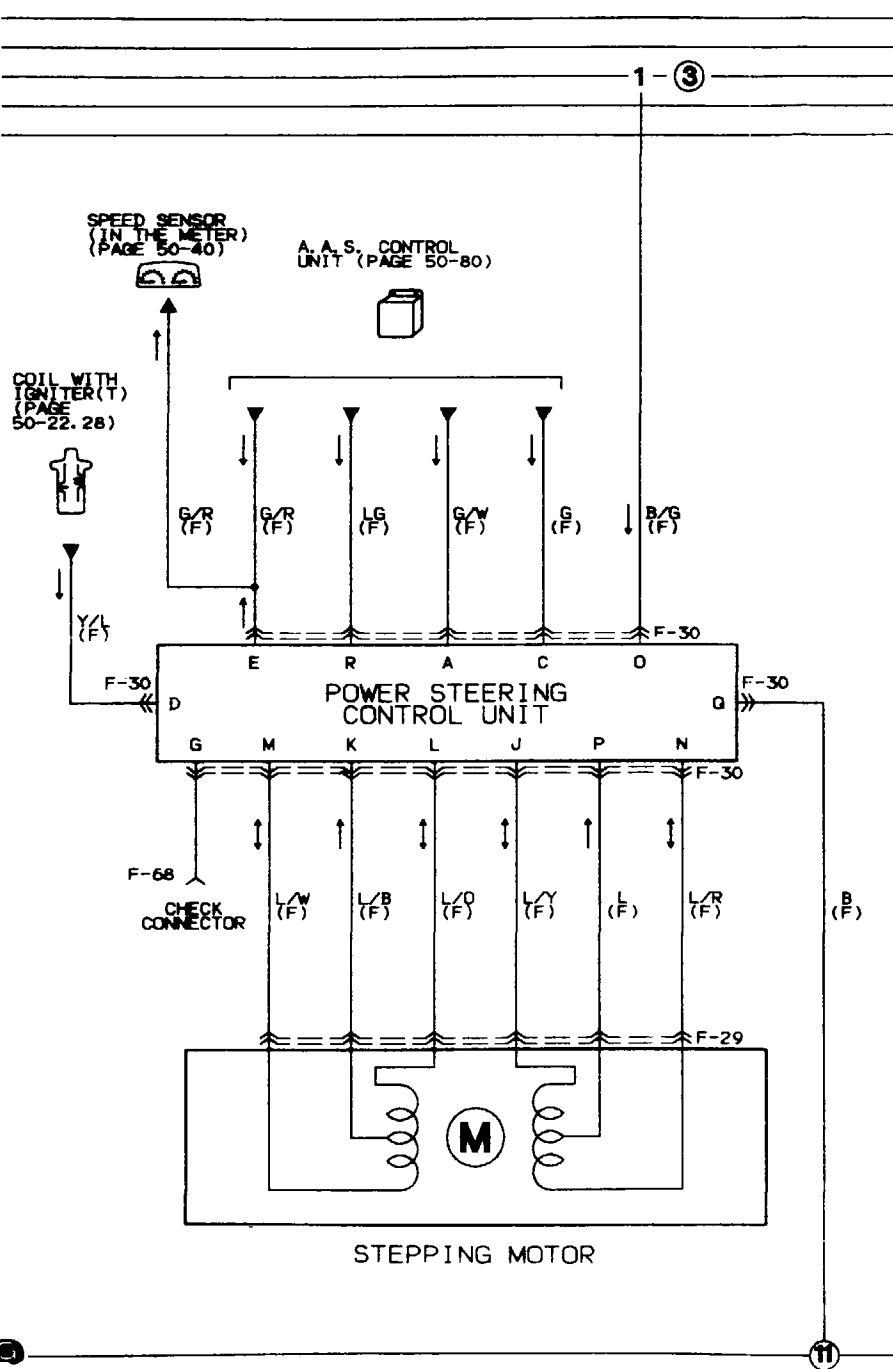 1 - ③
SPEED SENSOR
(IN THE METER)
(PAGE 50-40)
A. A. S. CONTROL
UNIT (PAGE 50-80)
COIL WITH
IGNITER(T)
(PAGE
50-22. 28)
G/R
(F)
G/R
(F)
LG
(F)
G/W
(F)
G
(F)
B/G
(F)
Y/L
(F)
F-30
E R A C O
F-30
D
POWER STEERING
CONTROL UNIT
Q
F-30
G M K L J P N
F-30
F-68
CHECK
CONNECTOR
L/W
(F)
L/B
(F)
L/O
(F)
L/Y
(F)
L
(F)
L/R
(F)
B
(F)
F-29
M
STEPPING MOTOR
⑪